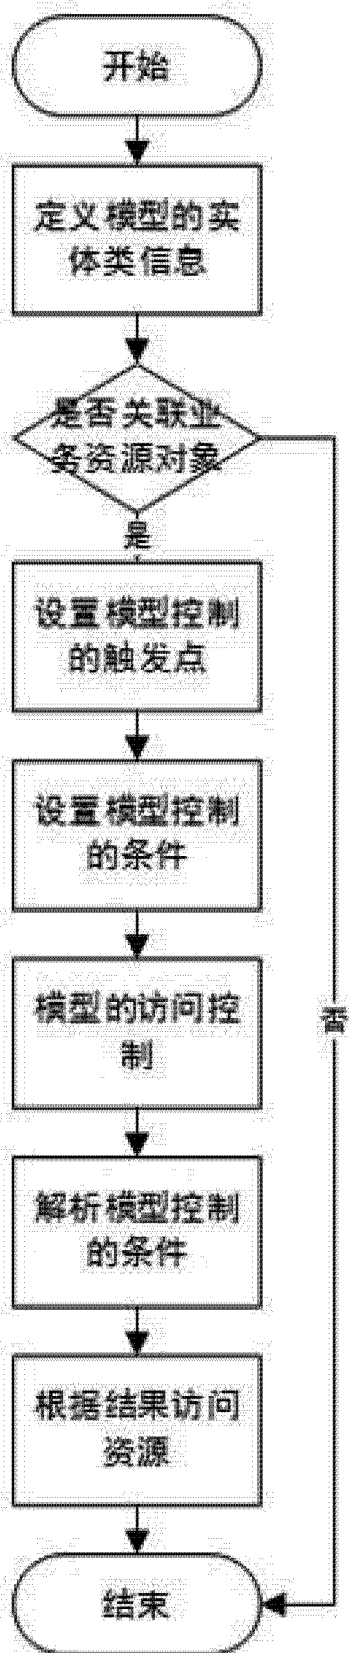 开始
定义模型的实
体类信息
是否关联业
务资源对象
是
设置模型控制
的触发点
设置模型控制
的条件
模型的访问控
制
否
解析模型控制
的条件
根据结果访问
资源
结束